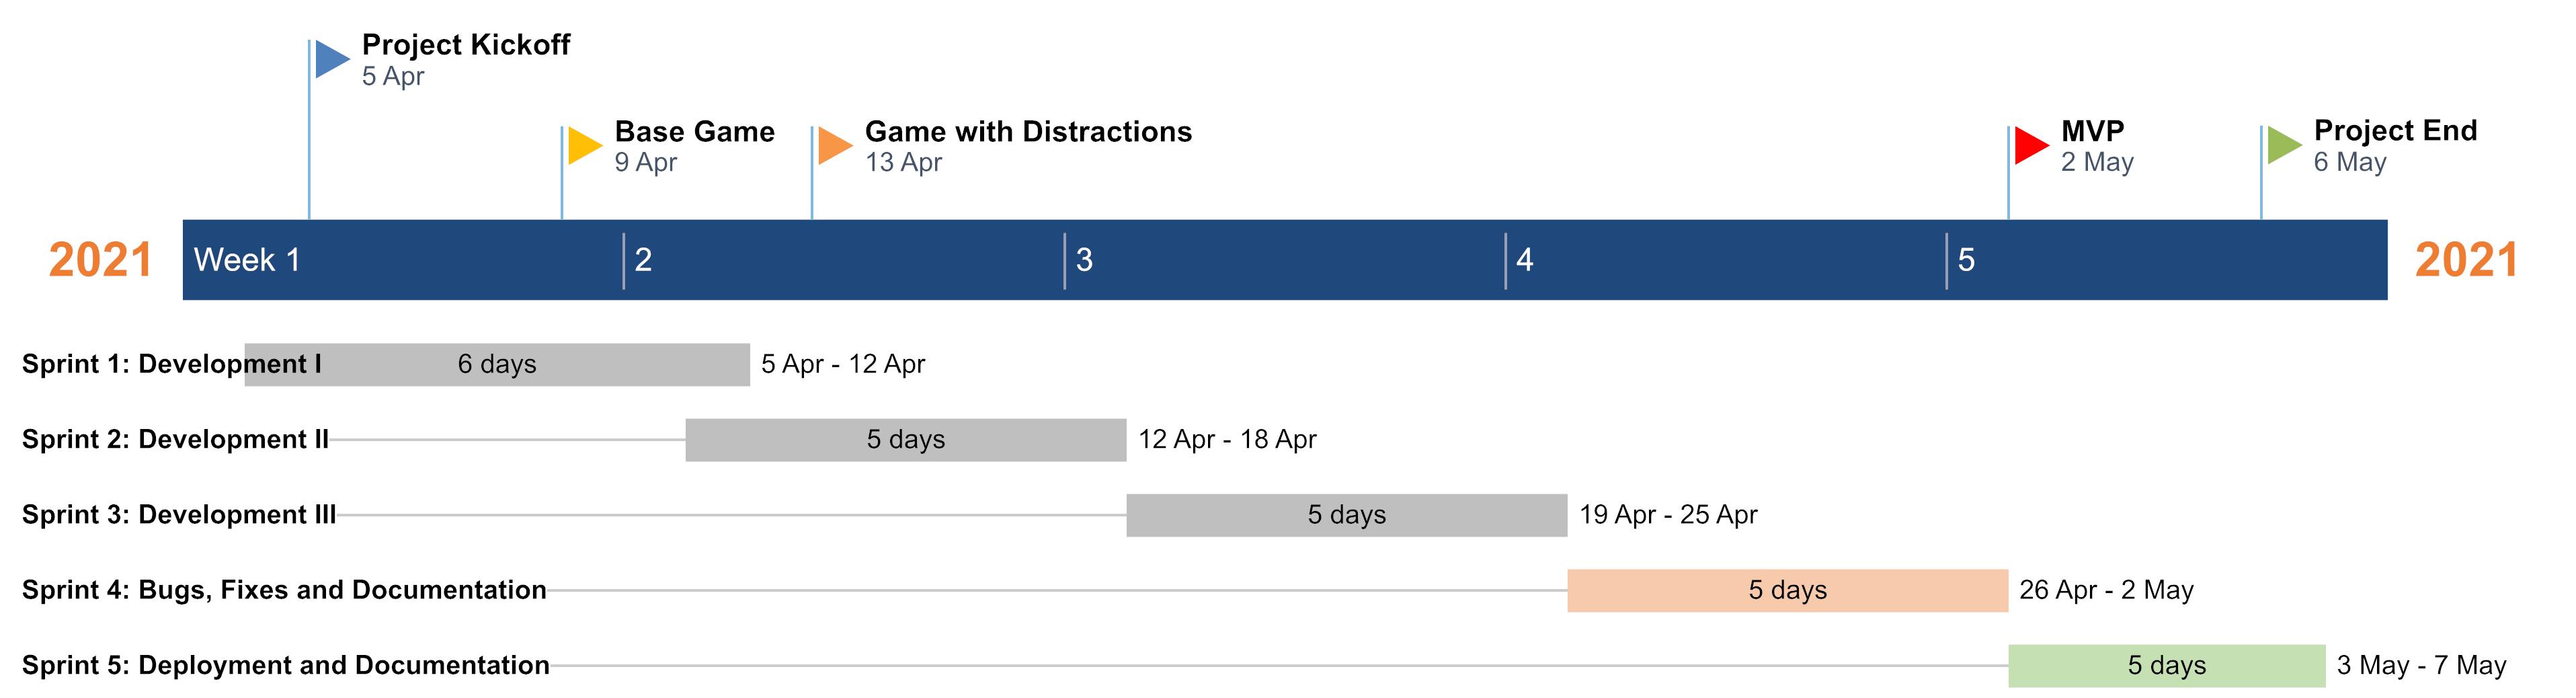 Project Kickoff
5 Apr
Base Game
9 Apr
Game with Distractions
13 Apr
MVP
2 May
Project End
6 May
2021 Week 1 2 3 4 5 2021
Sprint 1: Development I 6 days 5 Apr - 12 Apr
Sprint 2: Development II 5 days 12 Apr - 18 Apr
Sprint 3: Development III 5 days 19 Apr - 25 Apr
Sprint 4: Bugs, Fixes and Documentation 5 days 26 Apr - 2 May
Sprint 5: Deployment and Documentation 5 days 3 May - 7 May